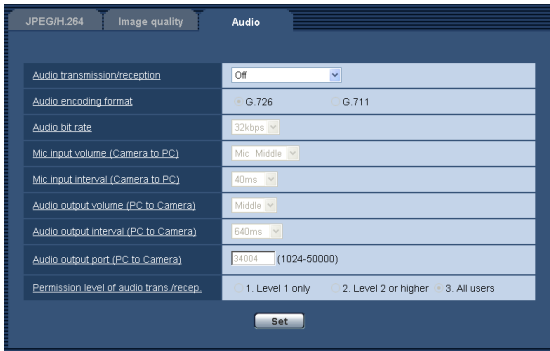 JPEG/H.264 Image quality Audio
Audio transmission/reception Off
Audio encoding format G.726 G.711
Audio bit rate 32kbps
Mic input volume (Camera to PC) Mic Middle
Mic input interval (Camera to PC) 40ms
Audio output volume (PC to Camera) Middle
Audio output interval (PC to Camera) 640ms
Audio output port (PC to Camera) 34004 (1024-50000)
Permission level of audio trans./recep. 1. Level 1 only 2. Level 2 or higher 3. All users
Set